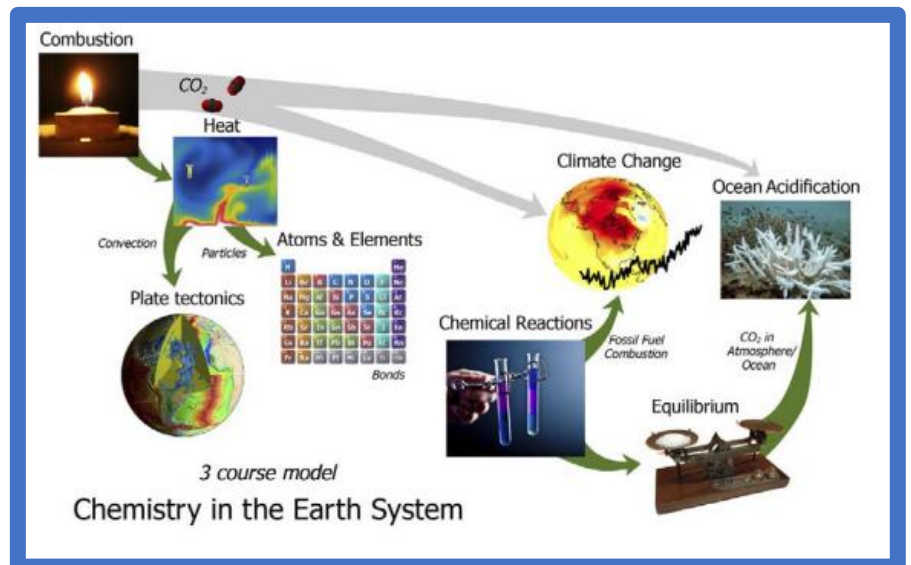 Combustion
CO₂
Heat
Convection
Particles
Atoms & Elements
Plate tectonics
Bonds
Climate Change
Ocean Acidification
Chemical Reactions
Fossil Fuel
Combustion
CO₂ in
Atmosphere/
Ocean
Equilibrium
3 course model
Chemistry in the Earth System